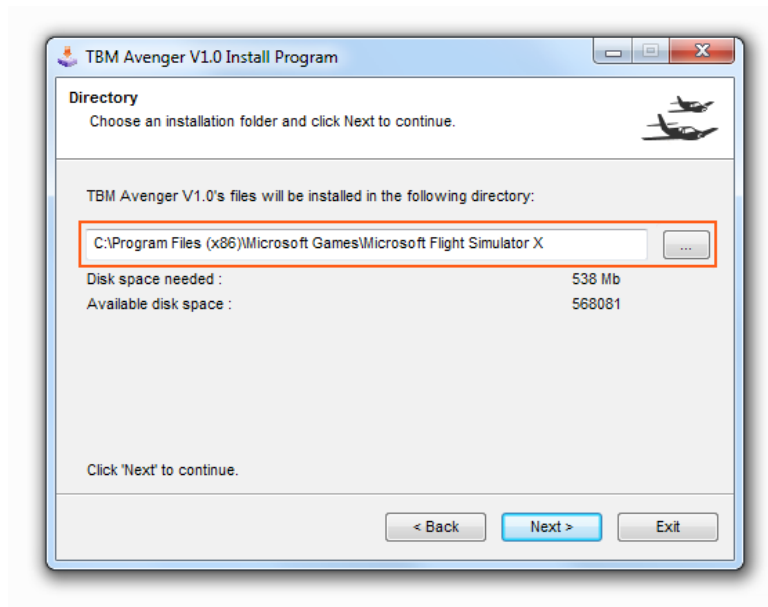 TBM Avenger V1.0 Install Program
Directory
Choose an installation folder and click Next to continue.
TBM Avenger V1.0's files will be installed in the following directory:
C:\Program Files (x86)\Microsoft Games\Microsoft Flight Simulator X
...
Disk space needed : 538 Mb
Available disk space : 568081
Click 'Next' to continue.
< Back Next > Exit